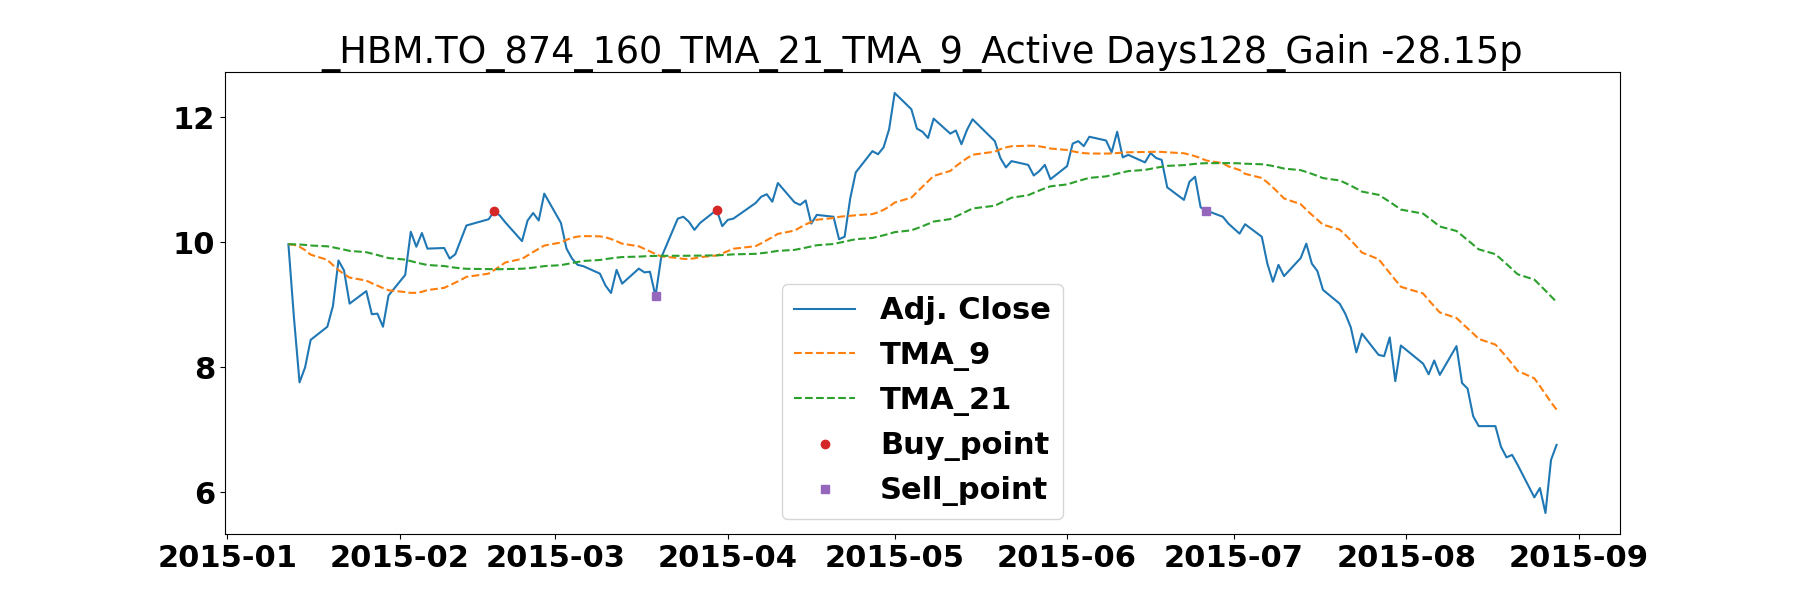 _HBM.TO_874_160_TMA_21_TMA_9_Active Days128_Gain -28.15p
12
10
8
6
Adj. Close
TMA_9
TMA_21
Buy_point
Sell_point
2015-01 2015-02 2015-03 2015-04 2015-05 2015-06 2015-07 2015-08 2015-09